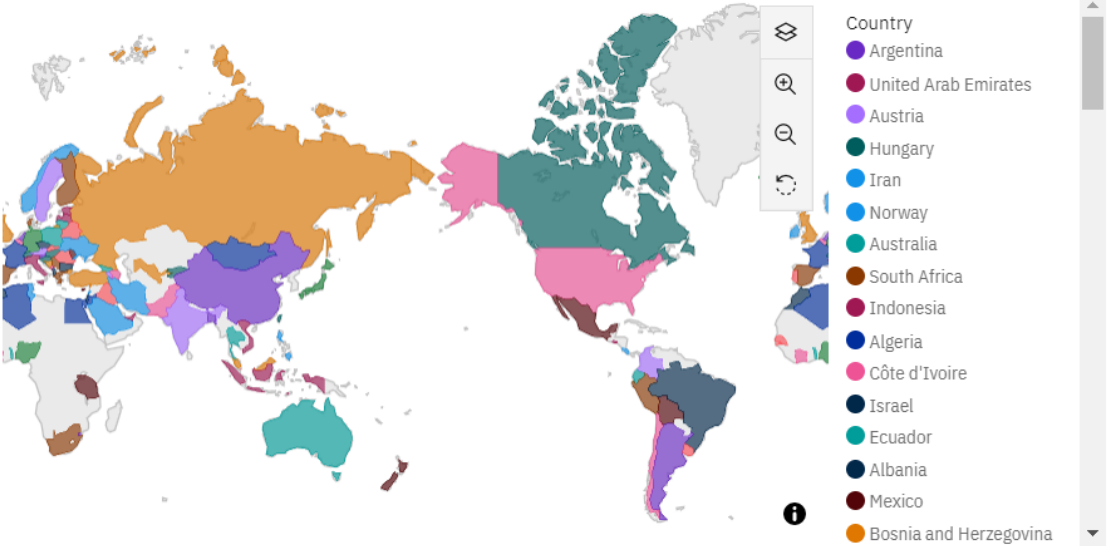 Country
Argentina
United Arab Emirates
Austria
Hungary
Iran
Norway
Australia
South Africa
Indonesia
Algeria
Côte d'Ivoire
Israel
Ecuador
Albania
Mexico
Bosnia and Herzegovina